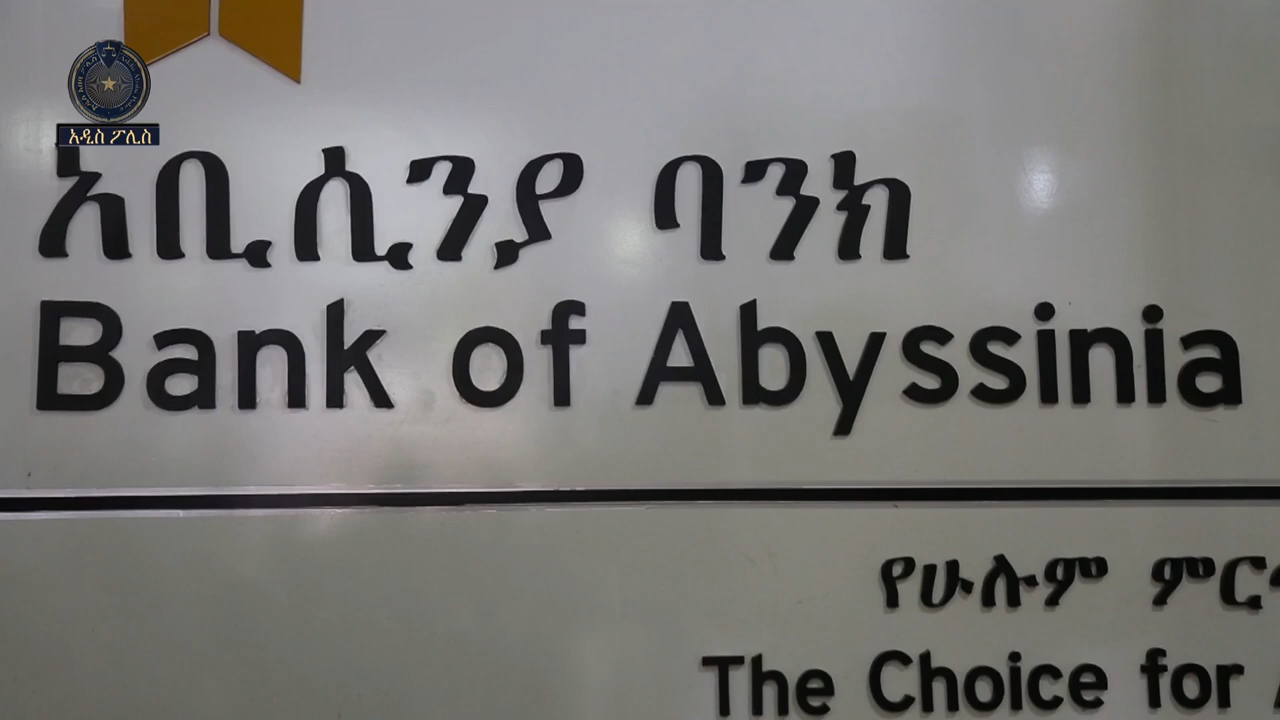 አዲስ ፖሊስ
አቢሲንያ ባንክ
Bank of Abyssinia
የሁሉም
The Choice for